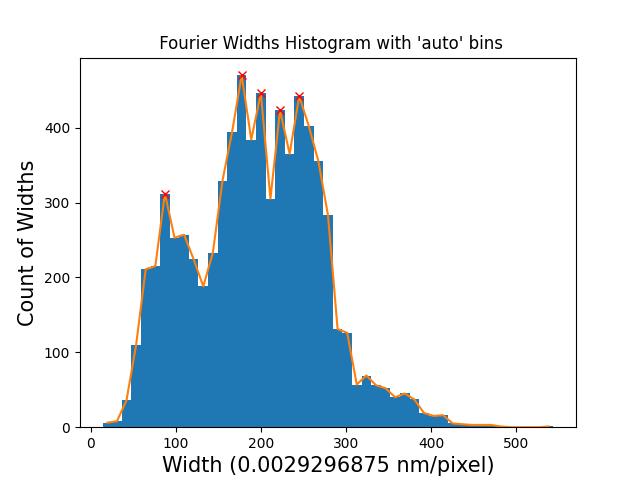 Fourier Widths Histogram with 'auto' bins
Count of Widths
400
300
200
100
0
0 100 200 300 400 500
Width (0.0029296875 nm/pixel)